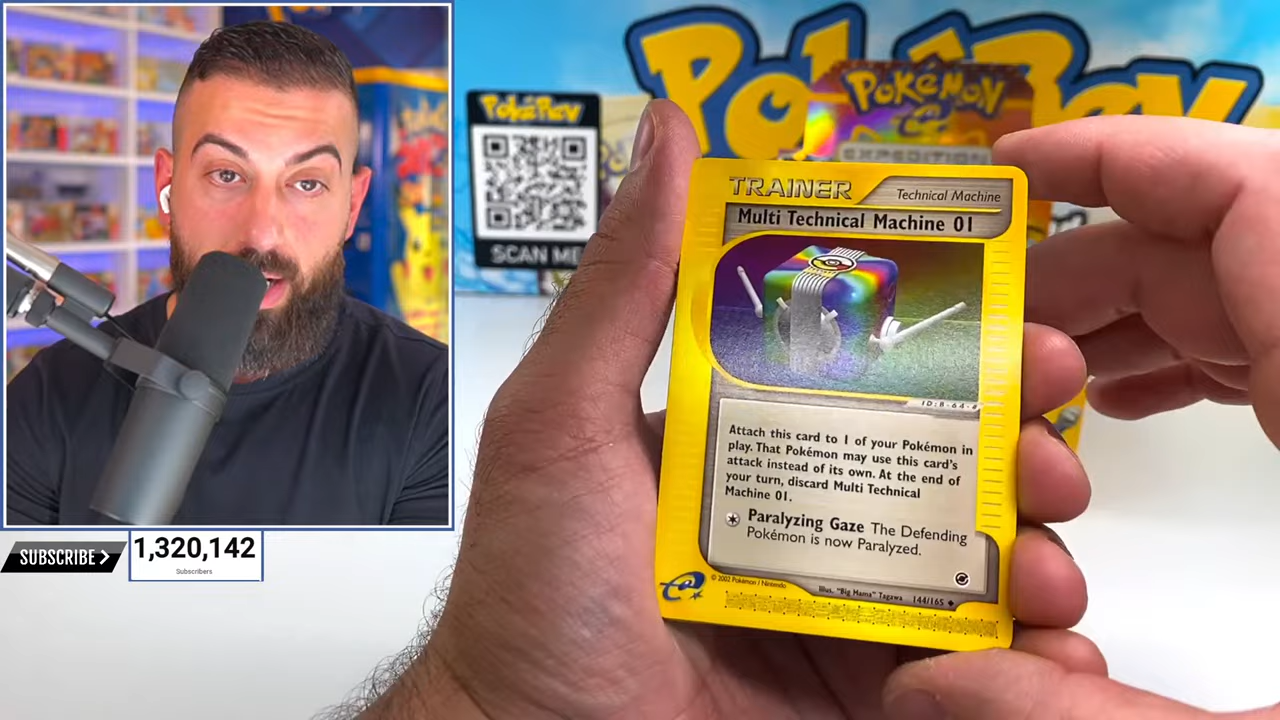 PokéRev
SCAN ME
PokéRev
POKéMON
e
EXPEDITION
TRAINER
Technical Machine
Multi Technical Machine 01
ID:B-64-#
Attach this card to 1 of your Pokémon in
play. That Pokémon may use this card's
attack instead of its own. At the end of
your turn, discard Multi Technical
Machine 01.
Paralyzing Gaze The Defending
Pokémon is now Paralyzed.
© 2002 Pokémon / Nintendo
Illus. "Big Mama" Tagawa 144/165
e
SUBSCRIBE >
1,320,142
Subscribers